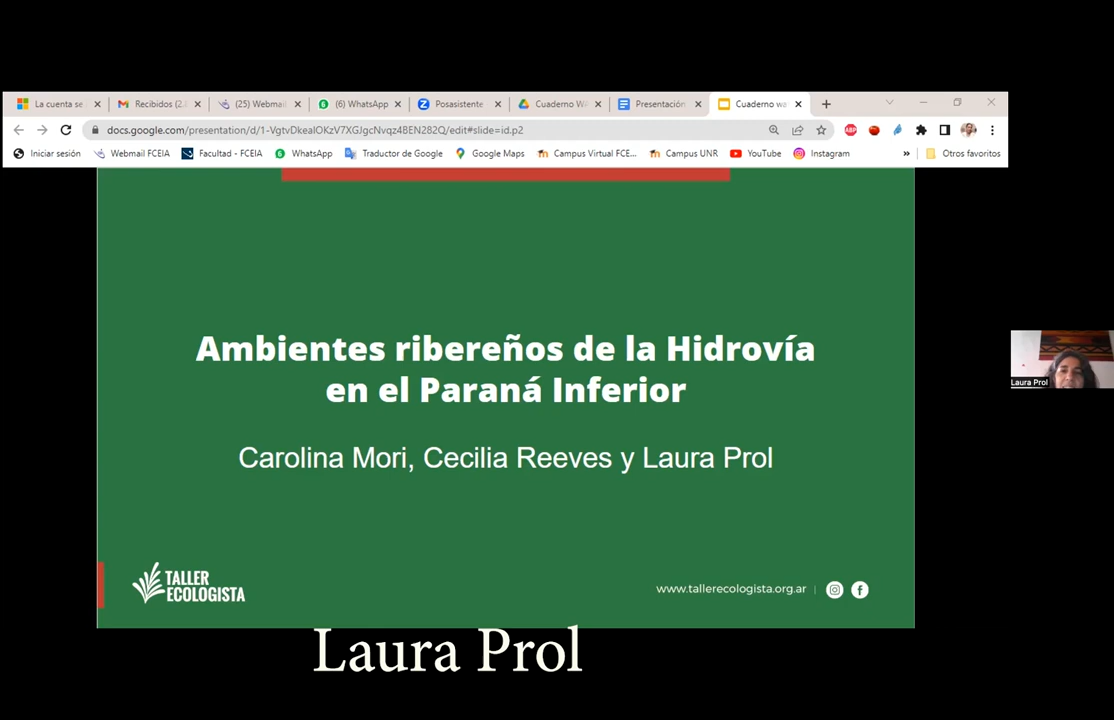 La cuenta se
Recibidos (2.
(25) Webmail
(6) WhatsApp
Posasistente
Cuaderno W
Presentación
Cuaderno wa
docs.google.com/presentation/d/1-VgtvDkealOKzV7XGJgcNvqz4BEN282Q/edit#slide=id.p2
ABP
Iniciar sesión
Webmail FCEIA
Facultad - FCEIA
WhatsApp
Traductor de Google
Google Maps
Campus Virtual FCE...
Campus UNR
YouTube
Instagram
»
Otros favoritos
Ambientes ribereños de la Hidrovía
en el Paraná Inferior
Carolina Mori, Cecilia Reeves y Laura Prol
Laura Prol
TALLER
ECOLOGISTA
www.tallerecologista.org.ar
Laura Prol